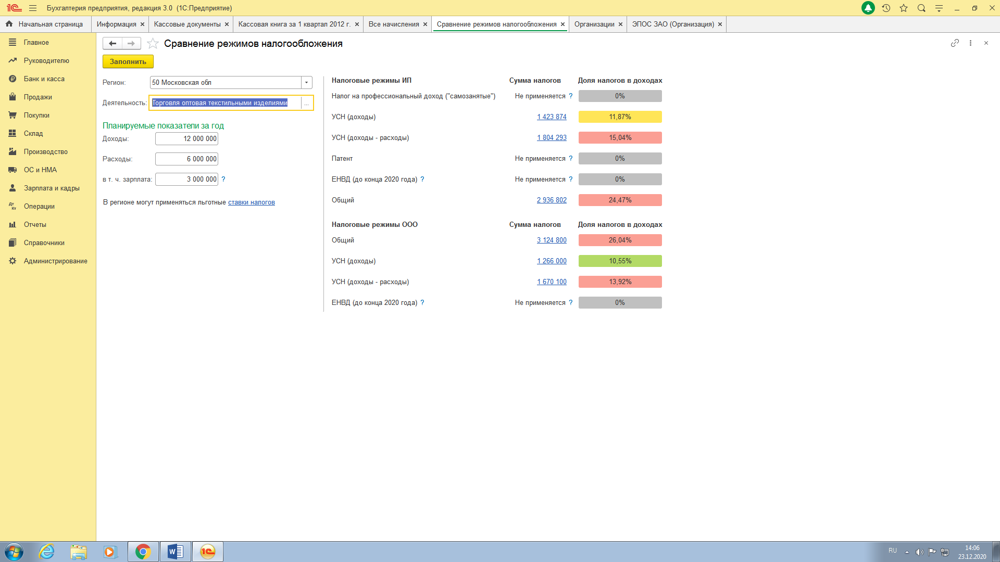 1С Бухгалтерия предприятия, редакция 3.0 (1С:Предприятие)
Начальная страница
Информация ×
Кассовые документы ×
Кассовая книга за 1 квартал 2012 г. ×
Все начисления ×
Сравнение режимов налогообложения ×
Организации ×
ЭПОС ЗАО (Организация) ×
Главное
Руководителю
Банк и касса
Продажи
Покупки
Склад
Производство
ОС и НМА
Зарплата и кадры
Операции
Отчеты
Справочники
Администрирование
Сравнение режимов налогообложения
Заполнить
Регион: 50 Московская обл
Деятельность: Торговля оптовая текстильными изделиями ...
Планируемые показатели за год
Доходы: 12 000 000
Расходы: 6 000 000
в т. ч. зарплата: 3 000 000 ?
В регионе могут применяться льготные ставки налогов
Налоговые режимы ИП Сумма налогов Доля налогов в доходах
Налог на профессиональный доход ("самозанятые") Не применяется ? 0%
УСН (доходы) 1 423 874 11,87%
УСН (доходы - расходы) 1 804 293 15,04%
Патент Не применяется ? 0%
ЕНВД (до конца 2020 года) ? Не применяется ? 0%
Общий 2 936 802 24,47%
Налоговые режимы ООО Сумма налогов Доля налогов в доходах
Общий 3 124 800 26,04%
УСН (доходы) 1 266 000 10,55%
УСН (доходы - расходы) 1 670 100 13,92%
ЕНВД (до конца 2020 года) ? Не применяется ? 0%
RU
14:06
23.12.2020